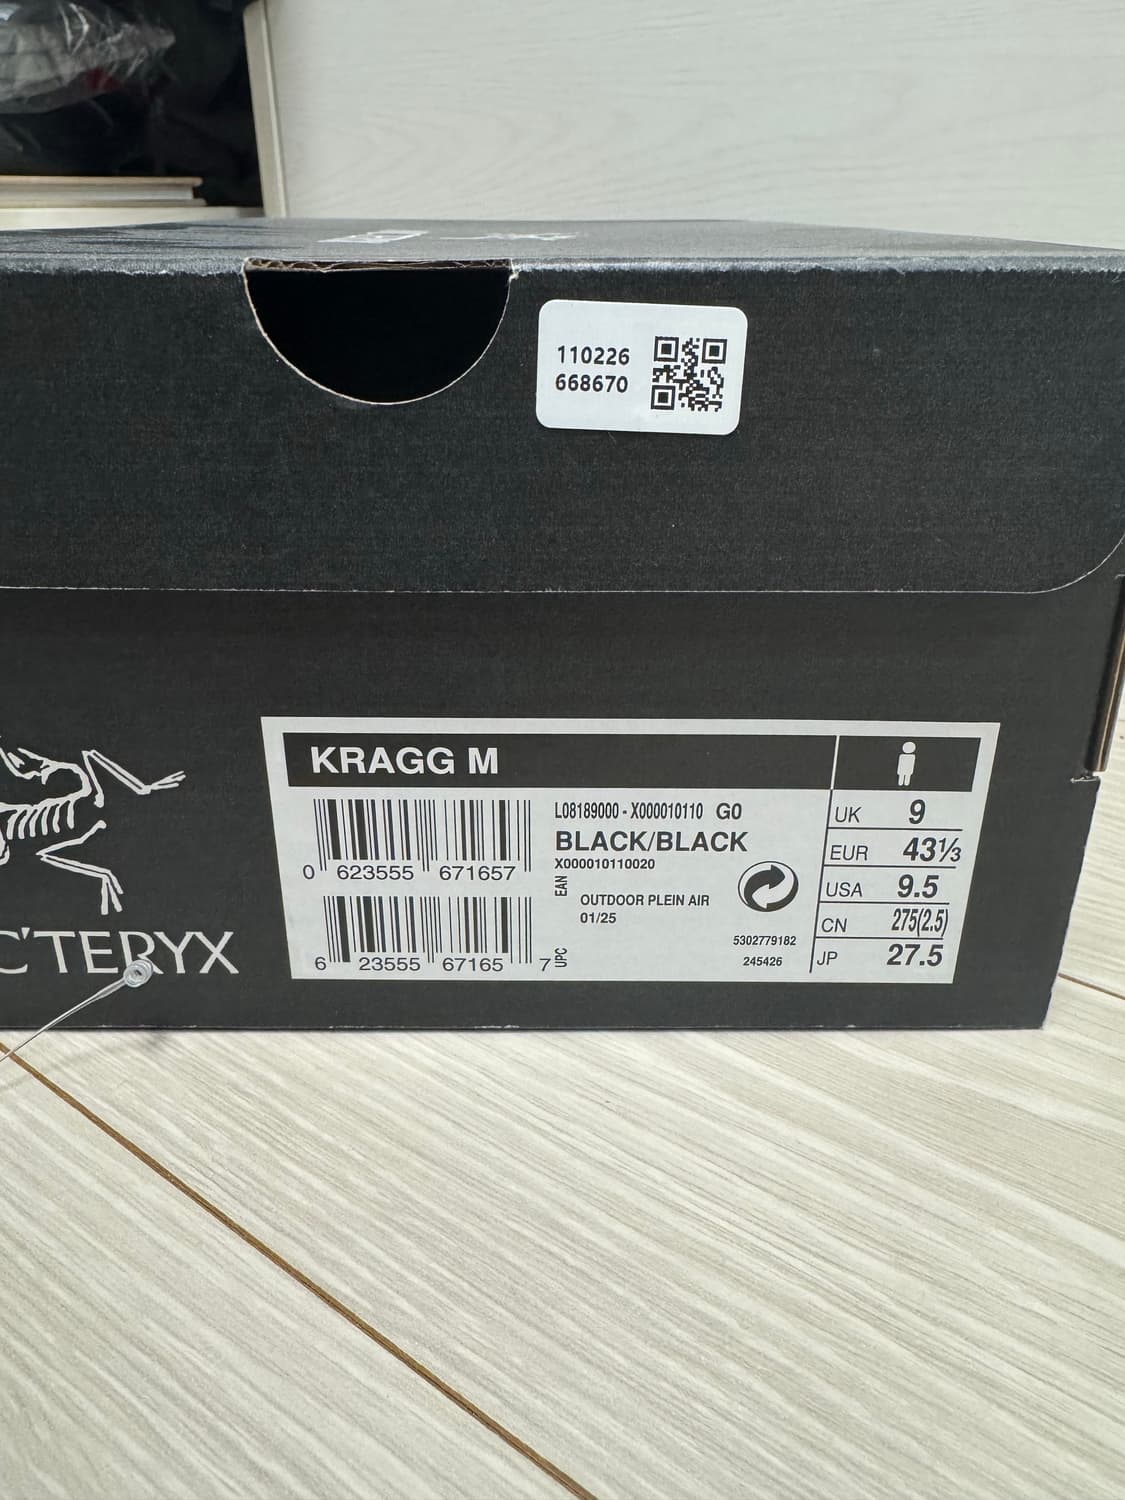 110226
668670
KRAGG M
L08189000 - X000010110 G0
BLACK/BLACK
X000010110020
0 623555 671657
EAN
OUTDOOR PLEIN AIR
01/25
5302779182
245426
6 23555 67165 7
UPC
UK 9
EUR 43⅓
USA 9.5
CN 275(2.5)
JP 27.5
C'TERYX